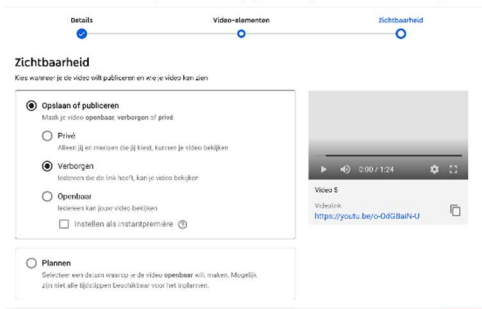 Details
Video-elementen
Zichtbaarheid
Zichtbaarheid
Kies wanneer je de video wilt publiceren en wie je video kan zien
Opslaan of publiceren
Maak je video openbaar, verborgen of privé
Privé
Alleen jij en mensen die jij kiest, kunnen je video bekijken
Verborgen
Iedereen die de link heeft, kan je video bekijken
Openbaar
Iedereen kan jouw video bekijken
Instellen als instantpremière
Plannen
Selecteer een datum waarop je de video openbaar wilt maken. Mogelijk
zijn niet alle tijdstippen beschikbaar voor het inplannen.
0:00 / 1:24
Video 5
Videolink
https://youtu.be/o-OdGBaiN-U